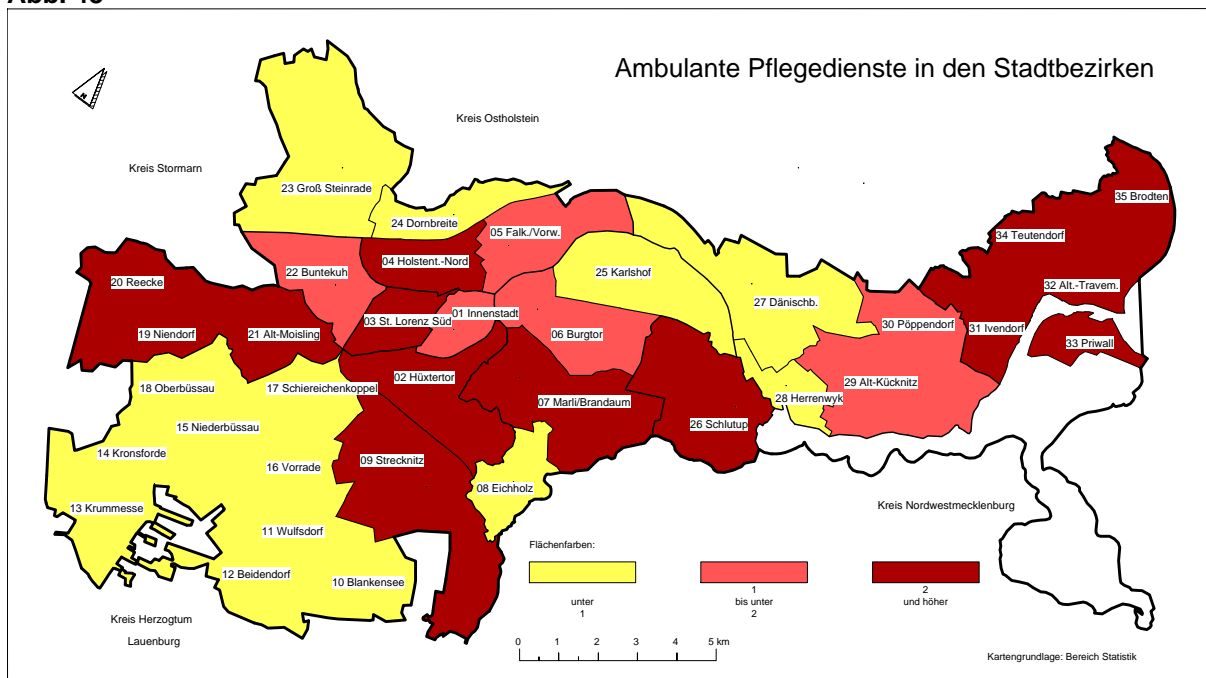 Ambulante Pflegedienste in den Stadtbezirken
N
Kreis Ostholstein
Kreis Stormarn
35 Brodten
23 Groß Steinrade
24 Dornbreite
05 Falk./Vorw.
34 Teutendorf
04 Holstent.-Nord
22 Buntekuh
25 Karlshof
20 Reecke
32 Alt.-Travem.
27 Dänischb.
01 Innenstadt
03 St. Lorenz Süd
30 Pöppendorf
31 Ivendorf
19 Niendorf
21 Alt-Moisling
06 Burgtor
33 Priwall
02 Hüxtertor
29 Alt-Kücknitz
18 Oberbüssau
17 Schiereichenkoppel
28 Herrenwyk
07 Marli/Brandaum
26 Schlutup
15 Niederbüssau
14 Kronsforde
09 Strecknitz
16 Vorrade
08 Eichholz
13 Krummesse
Kreis Nordwestmecklenburg
11 Wulfsdorf
12 Beidendorf
10 Blankensee
Flächenfarben:
unter
1
1
bis unter
2
2
und höher
Kreis Herzogtum
Lauenburg
0 1 2 3 4 5 km
Kartengrundlage: Bereich Statistik